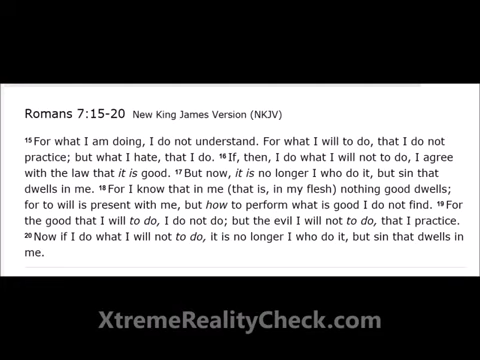 Romans 7:15-20 New King James Version (NKJV)
15 For what I am doing, I do not understand. For what I will to do, that I do not
practice; but what I hate, that I do. 16 If, then, I do what I will not to do, I agree
with the law that it is good. 17 But now, it is no longer I who do it, but sin that
dwells in me. 18 For I know that in me (that is, in my flesh) nothing good dwells;
for to will is present with me, but how to perform what is good I do not find. 19 For
the good that I will to do, I do not do; but the evil I will not to do, that I practice.
20 Now if I do what I will not to do, it is no longer I who do it, but sin that dwells in
me.
XtremeRealityCheck.com